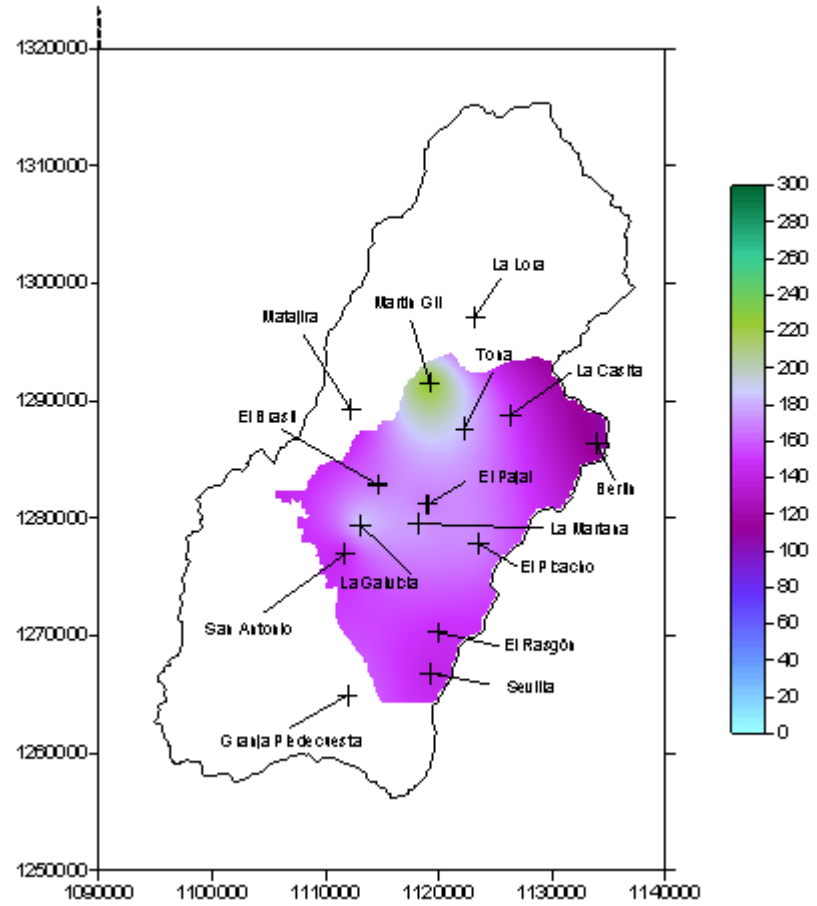 1320000
1310000
1300000
1290000
1280000
1270000
1260000
1250000
1090000 1100000 1110000 1120000 1130000 1140000
La Lora
Martin Gil
Matajira
Tona
La Casita
El Brasil
El Pajal
Berlin
La Mariana
La Galubia
El Picacho
San Antonio
El Rasgón
Sevilla
Granja Piedecuesta
300
280
260
240
220
200
180
160
140
120
100
80
60
40
20
0